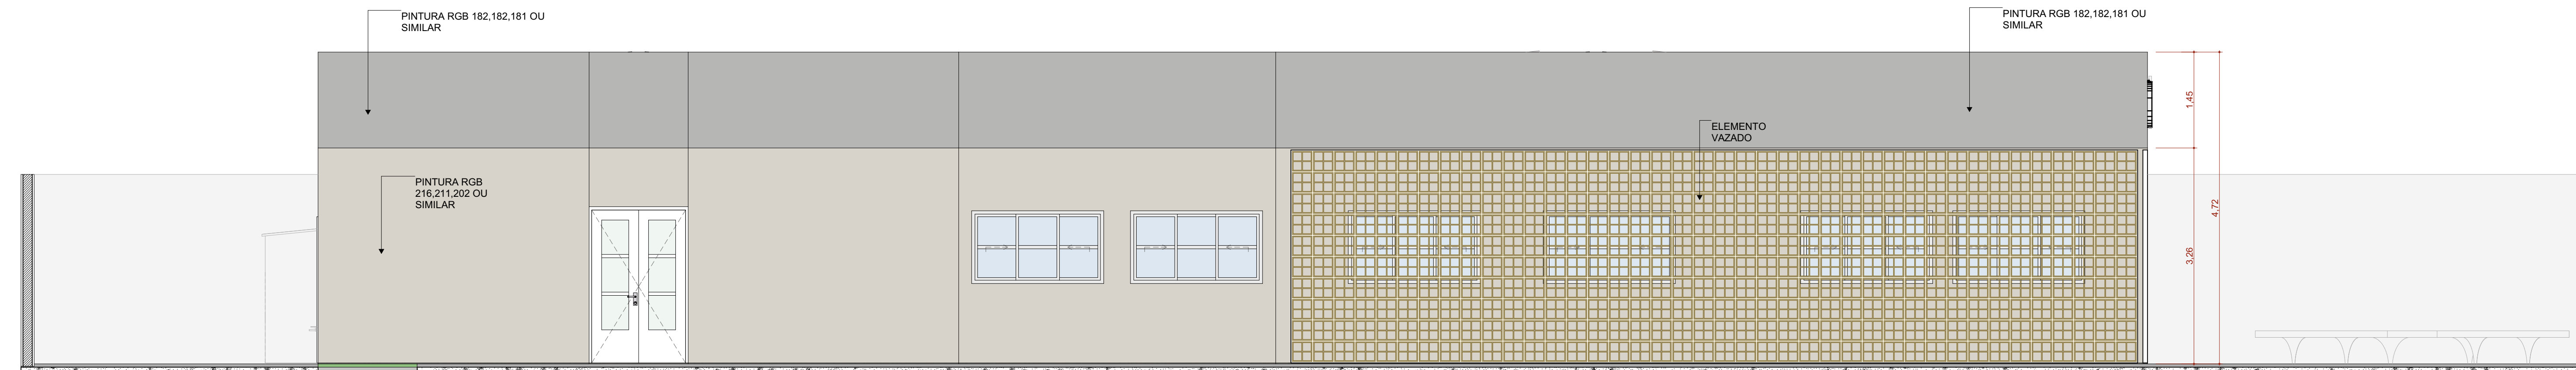 PINTURA RGB 182,182,181 OU
SIMILAR
PINTURA RGB 182,182,181 OU
SIMILAR
1,45
ELEMENTO
VAZADO
PINTURA RGB
216,211,202 OU
SIMILAR
4,72
3,26